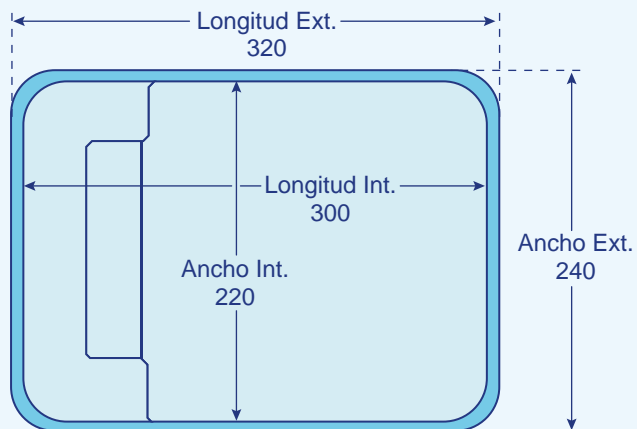 Longitud Ext.
320
Longitud Int.
300
Ancho Int.
220
Ancho Ext.
240